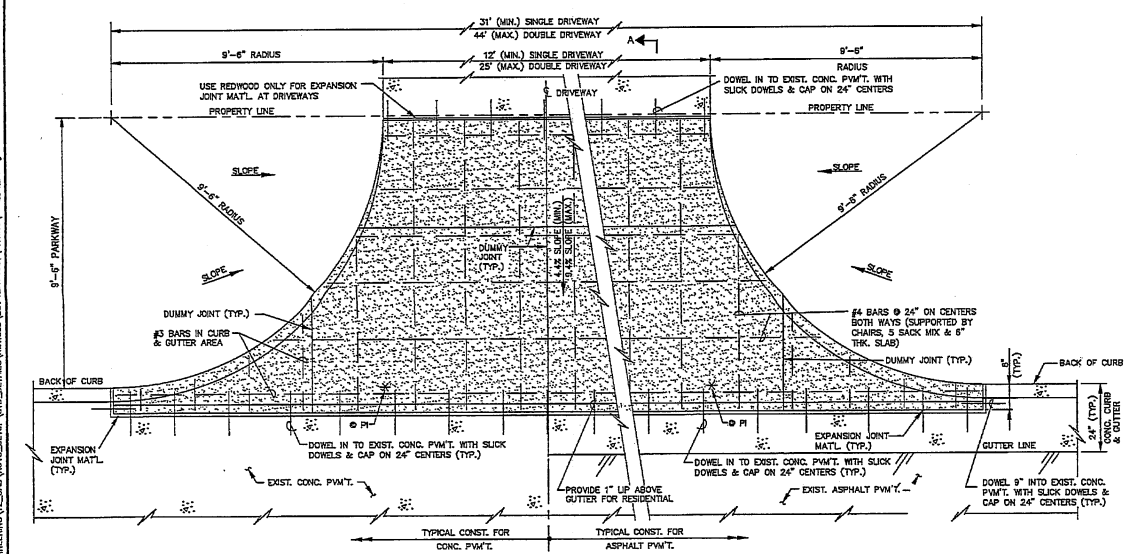 31' (MIN.) SINGLE DRIVEWAY
44' (MAX.) DOUBLE DRIVEWAY
9'-6" RADIUS
12' (MIN.) SINGLE DRIVEWAY
25' (MAX.) DOUBLE DRIVEWAY
A
9'-6"
RADIUS
USE REDWOOD ONLY FOR EXPANSION
JOINT MAT'L. AT DRIVEWAYS
℄ DRIVEWAY
DOWEL IN TO EXIST. CONC. PVM'T. WITH
SLICK DOWELS & CAP ON 24" CENTERS
PROPERTY LINE
PROPERTY LINE
9'-6" PARKWAY
SLOPE
SLOPE
9'-6" RADIUS
9'-6" RADIUS
SLOPE
SLOPE
DUMMY
JOINT
(TYP.)
4.4% SLOPE (MIN.)
9.4% SLOPE (MAX.)
DUMMY JOINT (TYP.)
#3 BARS IN CURB
& GUTTER AREA
#4 BARS @ 24" ON CENTERS
BOTH WAYS (SUPPORTED BY
CHAIRS, 5 SACK MIX & 6"
THK. SLAB)
DUMMY JOINT (TYP.)
6"
(TYP.)
BACK OF CURB
BACK OF CURB
24" (TYP.)
CONC. CURB
& GUTTER
@ PI
@ PI
EXPANSION
JOINT MAT'L
(TYP.)
DOWEL IN TO EXIST. CONC. PVM'T. WITH SLICK
DOWELS & CAP ON 24" CENTERS (TYP.)
EXPANSION JOINT
MAT'L (TYP.)
GUTTER LINE
DOWEL IN TO EXIST. CONC. PVM'T. WITH SLICK
DOWELS & CAP ON 24" CENTERS (TYP.)
EXIST. CONC. PVM'T.
PROVIDE 1" LIP ABOVE
GUTTER FOR RESIDENTIAL
EXIST. ASPHALT PVM'T.
DOWEL 9" INTO EXIST. CONC.
PVM'T. WITH SLICK DOWELS &
CAP ON 24" CENTERS (TYP.)
TYPICAL CONST. FOR
CONC. PVM'T.
TYPICAL CONST. FOR
ASPHALT PVM'T.